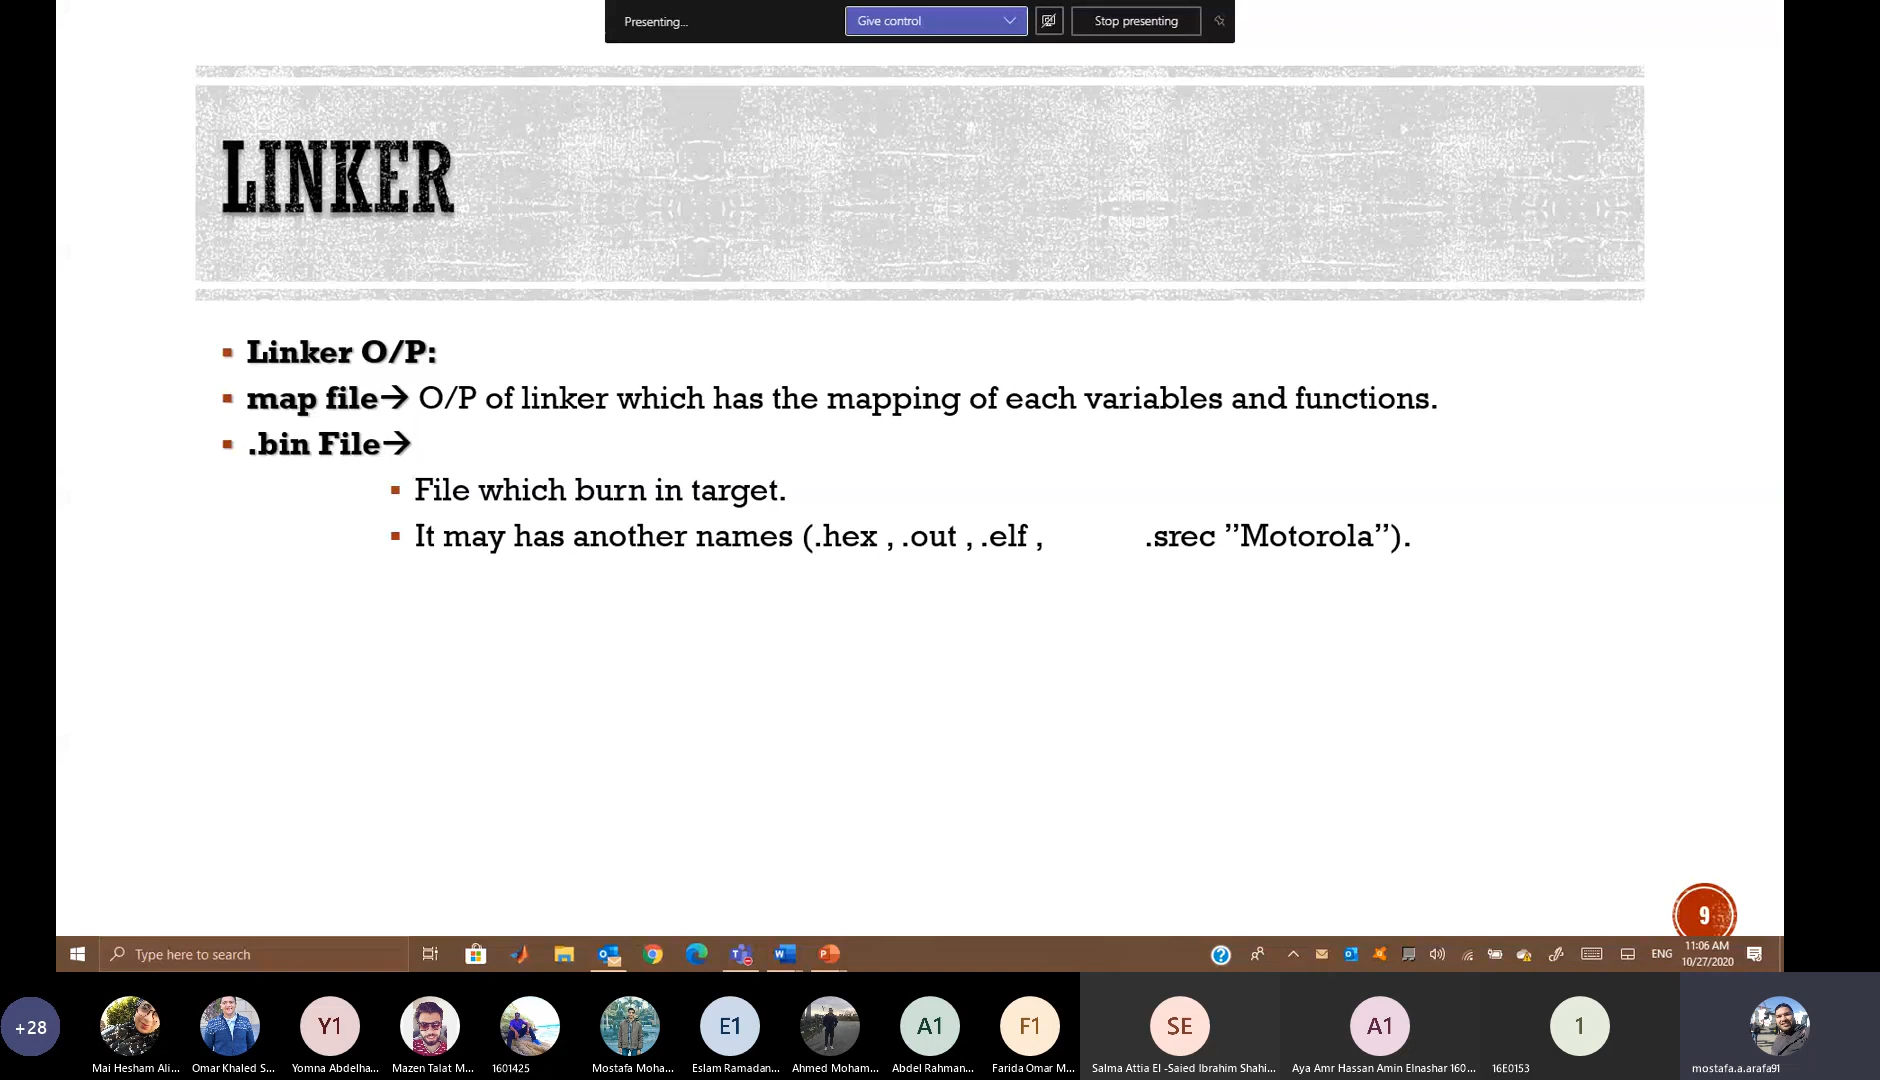 Presenting...
Give control
Stop presenting
LINKER
Linker O/P:
map file→ O/P of linker which has the mapping of each variables and functions.
.bin File→
File which burn in target.
It may has another names (.hex , .out , .elf , .srec ”Motorola”).
9
Type here to search
ENG
11:06 AM
10/27/2020
+28
Y1
E1
A1
F1
SE
A1
1
Mai Hesham Ali...
Omar Khaled S...
Yomna Abdelha...
Mazen Talat M...
1601425
Mostafa Moha...
Eslam Ramadan...
Ahmed Moham...
Abdel Rahman...
Farida Omar M...
Salma Attia El -Saied Ibrahim Shahi...
Aya Amr Hassan Amin Elnashar 160...
16E0153
mostafa.a.arafa91